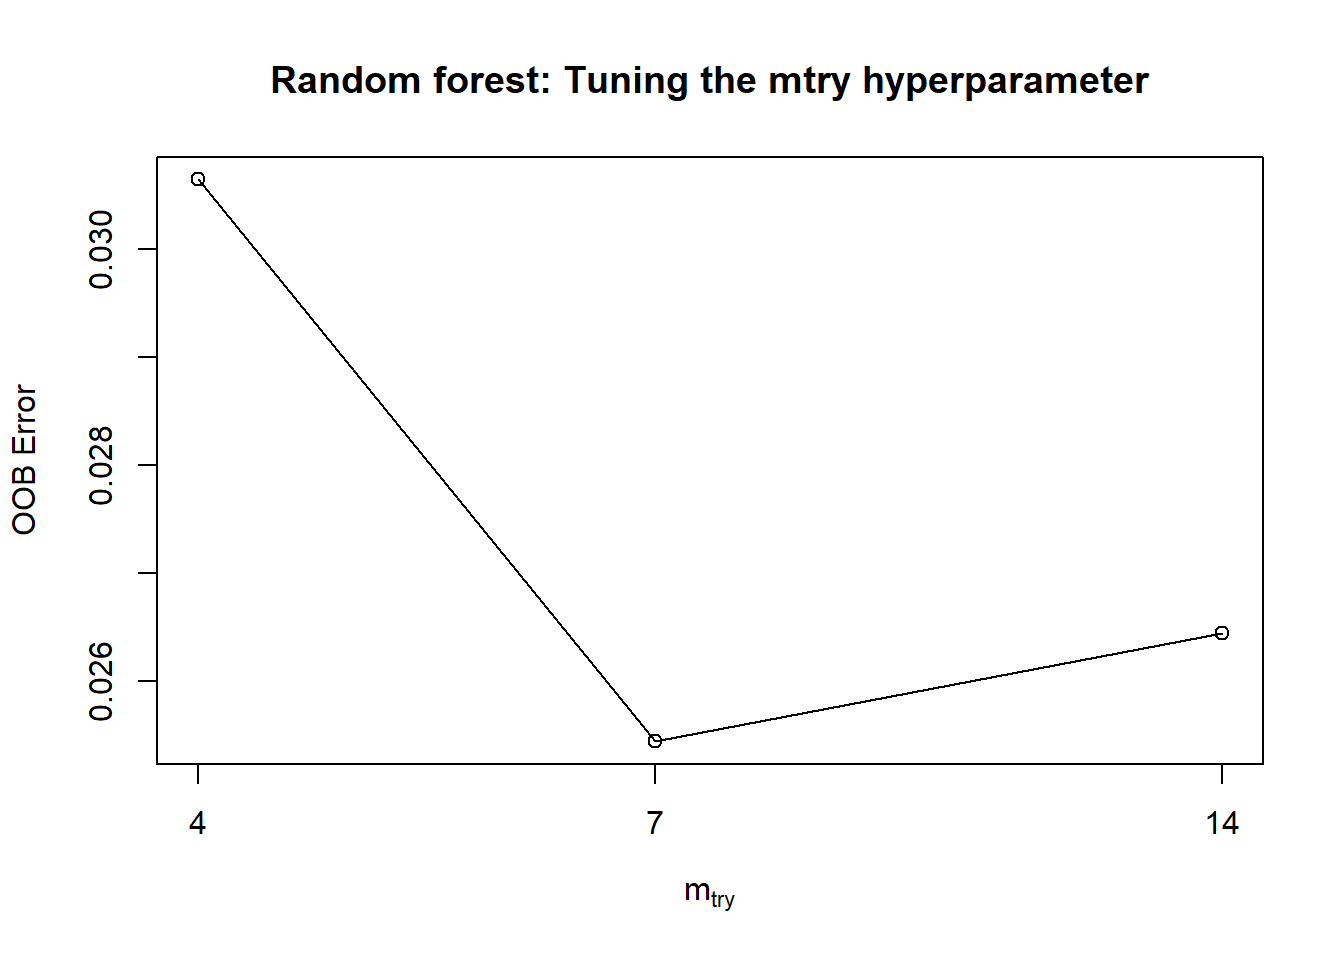 Random forest: Tuning the mtry hyperparameter
OOB Error
0.030
0.028
0.026
4 7 14
mtry